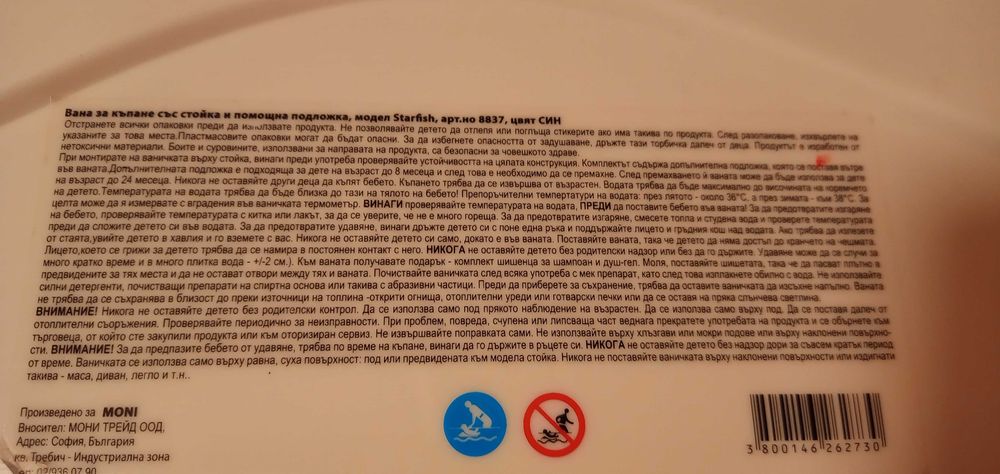 Вана за къпане със стойка и помощна подложка, модел Starfish, арт.но 8837, цвят СИН
Отстранете всички опаковки преди да използвате продукта. Не позволявайте детето да отлепя или поглъща стикерите ако има такива по продукта. След разопаковане, изхвърлете на
указаните за това места.Пластмасовите опаковки могат да бъдат опасни. За да избегнете опасността от задушаване, дръжте тази торбичка далеч от деца. Продуктът е изработен от
нетоксични материали. Боите и суровините, използвани за направата на продукта, са безопасни за човешкото здраве.
При монтирате на ваничката върху стойка, винаги преди употреба проверявайте устойчивостта на цялата конструкция. Комплектът съдържа допълнителна подложка, която се поставя вътре
във ваната.Допълнителната подложка е подходяща за дете на възраст до 8 месеца и след това е необходимо да се премахне. След премахването ѝ ваната може да бъде използвана за дете
на възраст до 24 месеца. Никога не оставяйте други деца да къпят бебето. Къпането трябва да се извършва от възрастен. Водата трябва да бъде максимално до височината на кормчето
на детето.Температурата на водата трябва да бъде близка до тази на тялото на бебето! Препоръчителни температури на водата: през лятото - около 36°С, а през зимата - към 38°С. За
целта може да я измервате с вградения във ваничката термометър. ВИНАГИ проверявайте температурата на водата, ПРЕДИ да поставите бебето във ваната! За да предотвратите изгаряне
на бебето, проверявайте температурата с китка или лакът, за да се уверите, че не е много гореща. За да предотвратите изгаряне, смесете топла и студена вода и проверете температурата
преди да сложите детето си във водата. За да предотвратите удавяне, винаги дръжте детето си с поне една ръка и поддържайте лицето и гръдния кош над водата. Ако трябва да излезете
от стаята,увийте детето в хавлия и го вземете с вас. Никога не оставяйте детето си само, докато е във ваната. Поставяйте ваната, така че детето да няма достъп до кранчето на чешмата.
Лицето,което се грижи за детето трябва да се намира в постоянен контакт с него. НИКОГА не оставяйте детето без родителски надзор или без да го държите. Удавяне може да се случи за
много кратко време и в много плитка вода - +/-2 см.). Към ваната получавате подарък - комплект шишенца за шампоан и душ-гел. Моля, поставяйте шишетата, така че да пасват плътно в
предвидените за тях места и да не остават отвори между тях и ваната. Почиствайте ваничката след всяка употреба с мек препарат, като след това изплакнете обилно с вода. Не използвайте
силни детергенти, почистващи препарати на спиртна основа или такива с абразивни частици. Преди да приберете за съхранение, трябва да оставите ваничката да изсъхне напълно. Ваната
не трябва да се съхранява в близост до преки източници на топлина -открити огнища, отоплителни уреди или готварски печки или да се оставя на пряка слънчева светлина.
ВНИМАНИЕ! Никога не оставяйте детето без родителски контрол. Да се използва само под прякото наблюдение на възрастен. Да се използва само върху под. Да се поставя далеч от
отоплителни съоръжения. Проверявайте периодично за неизправности. При проблем, повреда, счупена или липсваща част веднага прекратете употребата на продукта и се обърнете към
търговеца, от който сте закупили продукта или към оторизиран сервиз. Не извършвайте поправката сами. Не използвайте върху хлъзгави или мокри подове или върху наклонени повърхно-
сти. ВНИМАНИЕ! За да предпазите бебето от удавяне, трябва по време на къпане, винаги да го държите в ръцете си. НИКОГА не оставяйте детето без надзор дори за съвсем кратък период
от време. Ваничката се използва само върху равна, суха повърхност: под или предвидената към модела стойка. Никога не поставяйте ваничката върху наклонени повърхности или издигнати
такива - маса, диван, легло и т.н..
Произведено за MONI
Вносител: МОНИ ТРЕЙД ООД,
Адрес: София, България
кв. Требич - Индустриална зона
тел: 02/936 07 90
3 800146 262730